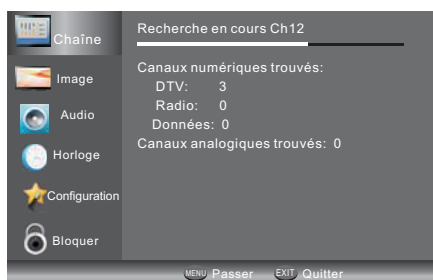 Chaîne
Image
Audio
Horloge
Configuration
Bloquer
Recherche en cours Ch12
Canaux numériques trouvés:
DTV: 3
Radio: 0
Données: 0
Canaux analogiques trouvés: 0
MENU Passer EXIT Quitter